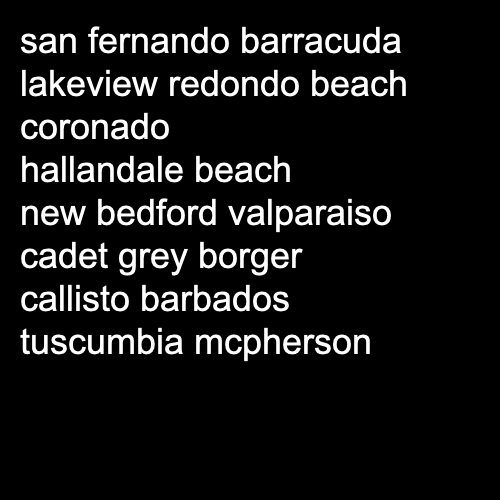 san fernando barracuda
lakeview redondo beach
coronado
hallandale beach
new bedford valparaiso
cadet grey borger
callisto barbados
tuscumbia mcpherson